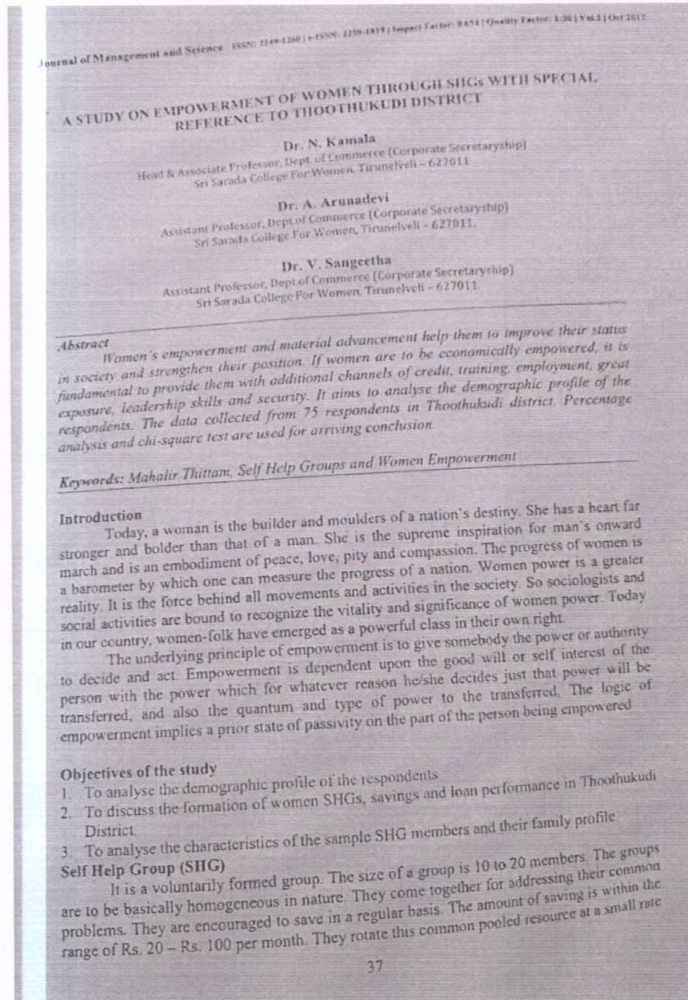 Journal of Management and Science ISSN: 2249-1260 | e-ISSN: 2250-1819 | Impact Factor: 0.654 | Quality Factor: 1:30 | Vol.2 | Oct'2017
A STUDY ON EMPOWERMENT OF WOMEN THROUGH SHGs WITH SPECIAL
REFERENCE TO THOOTHUKUDI DISTRICT
Dr. N. Kamala
Head & Associate Professor, Dept. of Commerce (Corporate Secretaryship)
Sri Sarada College For Women, Tirunelveli – 627011
Dr. A. Arunadevi
Assistant Professor, Dept.of Commerce (Corporate Secretaryship)
Sri Sarada College For Women, Tirunelveli – 627011.
Dr. V. Sangeetha
Assistant Professor, Dept.of Commerce (Corporate Secretaryship)
Sri Sarada College For Women, Tirunelveli – 627011.
Abstract
Women's empowerment and material advancement help them to improve their status
in society and strengthen their position. If women are to be economically empowered, it is
fundamental to provide them with additional channels of credit, training, employment, great
exposure, leadership skills and security. It aims to analyse the demographic profile of the
respondents. The data collected from 75 respondents in Thoothukudi district. Percentage
analysis and chi-square test are used for arriving conclusion.
Keywords: Mahalir Thittam, Self Help Groups and Women Empowerment
Introduction
Today, a woman is the builder and moulders of a nation's destiny. She has a heart far
stronger and bolder than that of a man. She is the supreme inspiration for man's onward
march and is an embodiment of peace, love, pity and compassion. The progress of women is
a barometer by which one can measure the progress of a nation. Women power is a greater
reality. It is the force behind all movements and activities in the society. So sociologists and
social activities are bound to recognize the vitality and significance of women power. Today
in our country, women-folk have emerged as a powerful class in their own right.
The underlying principle of empowerment is to give somebody the power or authority
to decide and act. Empowerment is dependent upon the good will or self interest of the
person with the power which for whatever reason he/she decides just that power will be
transferred, and also the quantum and type of power to the transferred. The logic of
empowerment implies a prior state of passivity on the part of the person being empowered
Objectives of the study
1. To analyse the demographic profile of the respondents
2. To discuss the formation of women SHGs, savings and loan performance in Thoothukudi
District.
3. To analyse the characteristics of the sample SHG members and their family profile
Self Help Group (SHG)
It is a voluntarily formed group. The size of a group is 10 to 20 members. The groups
are to be basically homogeneous in nature. They come together for addressing their common
problems. They are encouraged to save in a regular basis. The amount of saving is within the
range of Rs. 20 – Rs. 100 per month. They rotate this common pooled resource at a small rate
37